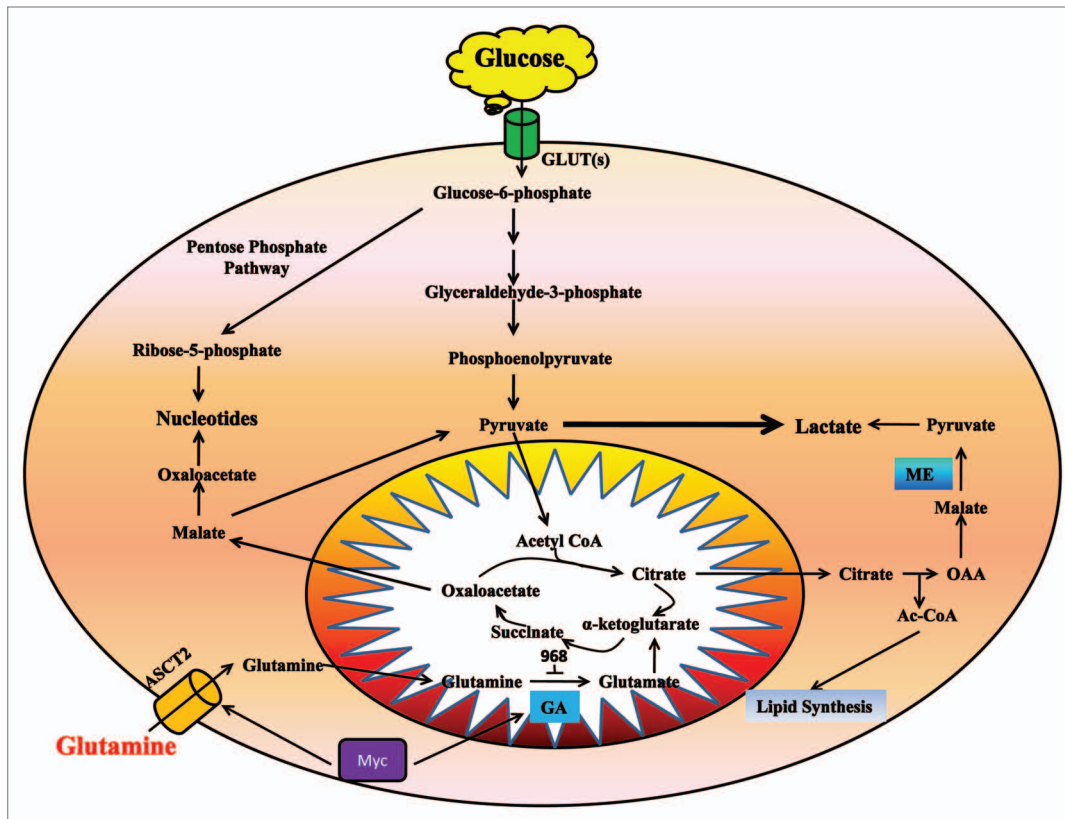 Glucose
GLUT(s)
Glucose-6-phosphate
Pentose Phosphate
Pathway
Glyceraldehyde-3-phosphate
Ribose-5-phosphate
Phosphoenolpyruvate
Nucleotides
Pyruvate
Lactate
Pyruvate
Oxaloacetate
ME
Malate
Malate
Acetyl CoA
Oxaloacetate
Citrate
Citrate
OAA
Succinate
α-ketoglutarate
Ac-CoA
968
ASCT2
Glutamine
Glutamine
Glutamate
GA
Lipid Synthesis
Glutamine
Myc